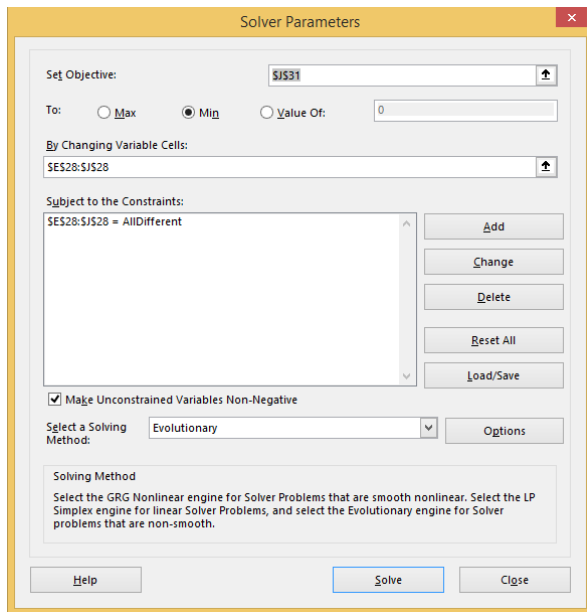 Solver Parameters
×
Set Objective:
$J$31
To:
Max
Min
Value Of:
0
By Changing Variable Cells:
$E$28:$J$28
Subject to the Constraints:
$E$28:$J$28 = AllDifferent
Add
Change
Delete
Reset All
Load/Save
Make Unconstrained Variables Non-Negative
Select a Solving
Method:
Evolutionary
Options
Solving Method
Select the GRG Nonlinear engine for Solver Problems that are smooth nonlinear. Select the LP
Simplex engine for linear Solver Problems, and select the Evolutionary engine for Solver
problems that are non-smooth.
Help
Solve
Close